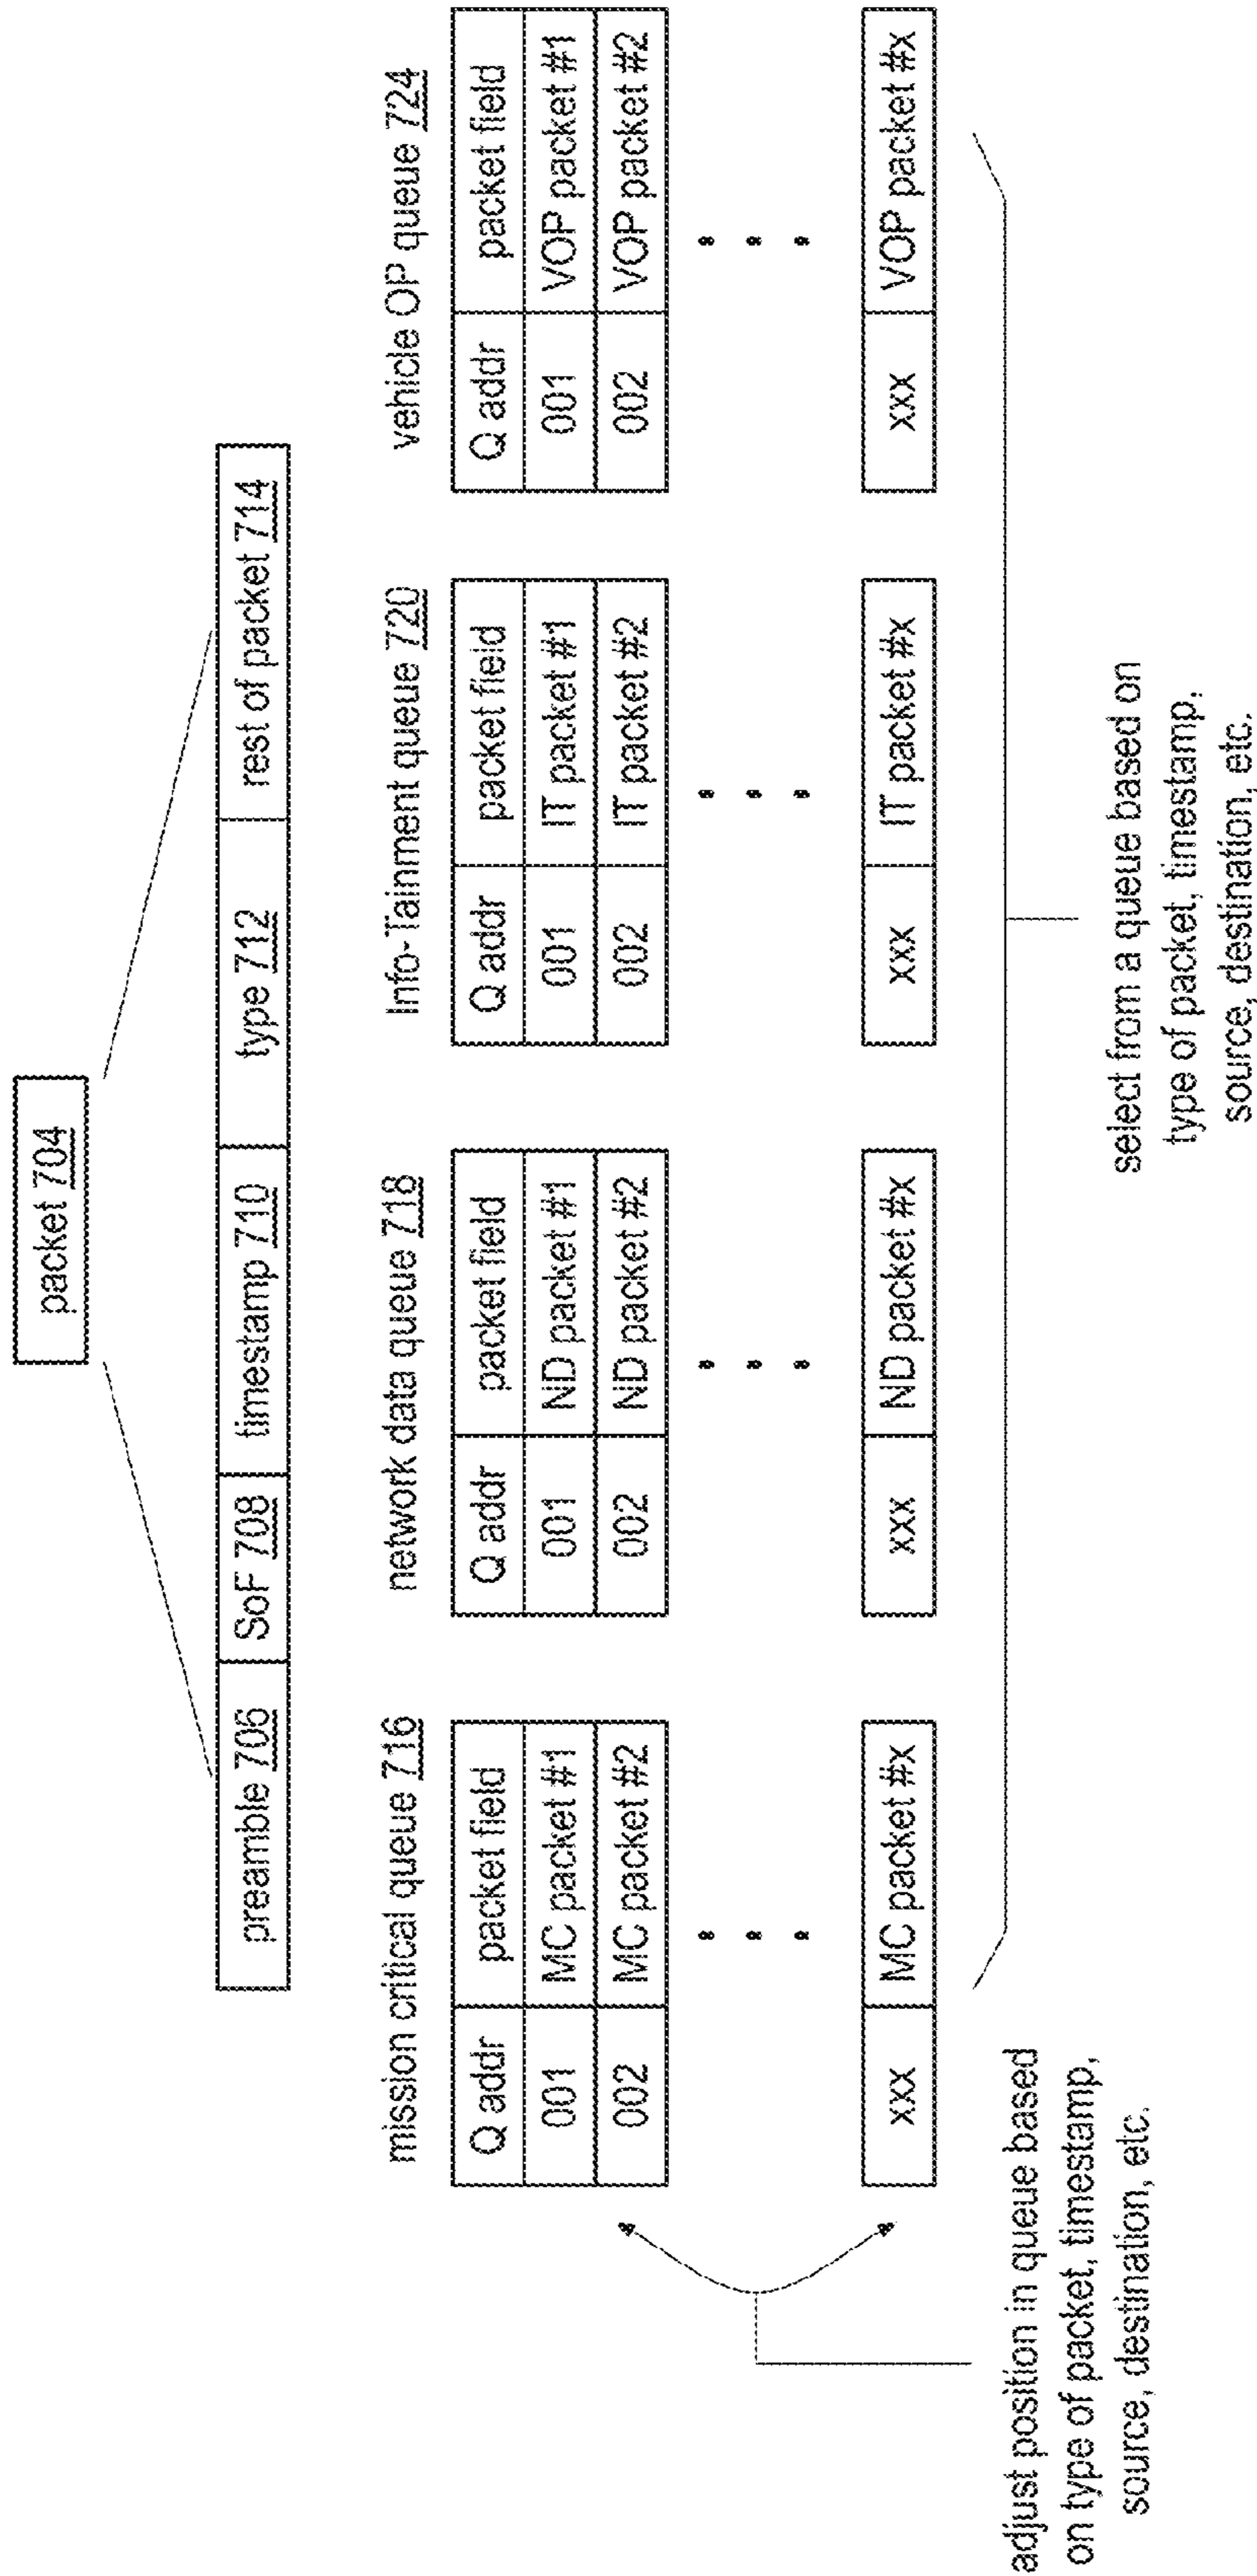 packet 704
preamble 706 SoF 708 timestamp 710 type 712 rest of packet 714
mission critical queue 716
Q addr packet field
001 MC packet #1
002 MC packet #2
xxx MC packet #x
network data queue 718
Q addr packet field
001 ND packet #1
002 ND packet #2
xxx ND packet #x
Info-Tainment queue 720
Q addr packet field
001 IT packet #1
002 IT packet #2
xxx IT packet #x
vehicle OP queue 724
Q addr packet field
001 VOP packet #1
002 VOP packet #2
xxx VOP packet #x
adjust position in queue based
on type of packet, timestamp,
source, destination, etc.
select from a queue based on
type of packet, timestamp,
source, destination, etc.